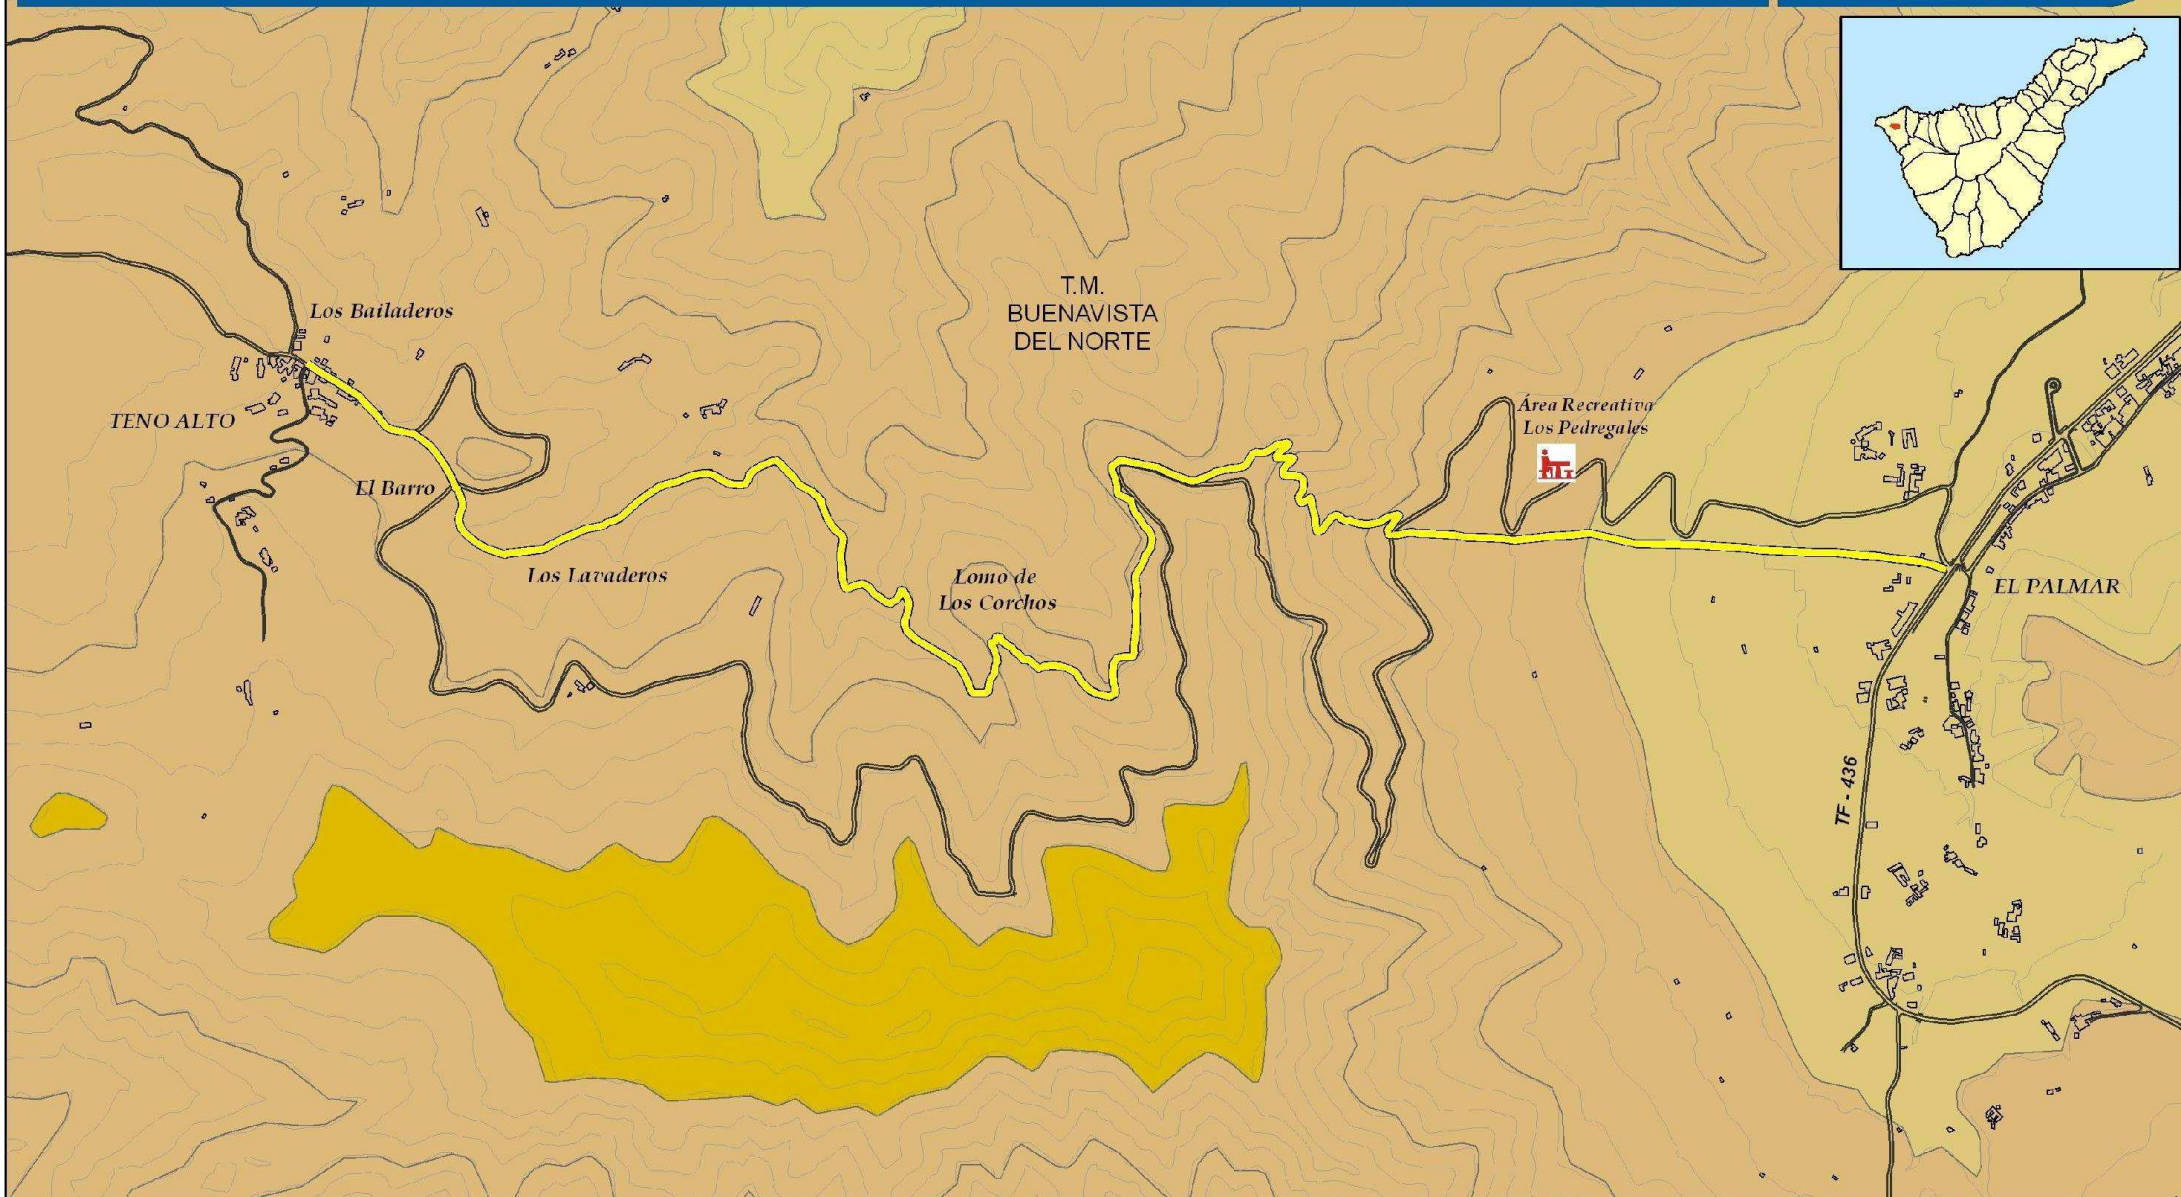 T.M.
BUENAVISTA
DEL NORTE
Los Bailaderos
TENO ALTO
El Barro
Los Lavaderos
Lomo de
Los Corchos
Área Recreativa
Los Pedregales
EL PALMAR
TF - 436